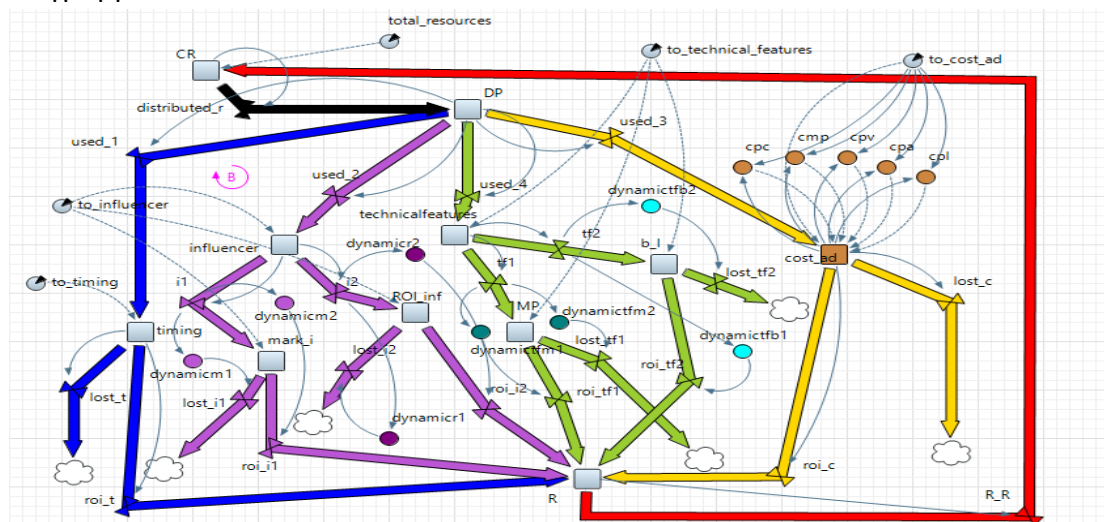 total_resources
CR
to_technical_features
to_cost_ad
DP
distributed_r
used_3
used_1
cmp
cpv
cpc
cpa
cpl
B
used_2
used_4
dynamictfb2
to_influencer
technicalfeatures
influencer
dynamicr2
tf2
b_l
cost_ad
tf1
lost_tf2
lost_c
to_timing
i1
i2
ROI_inf
MP
dynamictfm2
dynamicm2
timing
mark_i
dynamictfm1
lost_tf1
dynamictfb1
lost_i2
dynamicm1
roi_tf2
lost_t
lost_i1
roi_i2
roi_tf1
dynamicr1
roi_i1
roi_c
roi_t
R
R_R